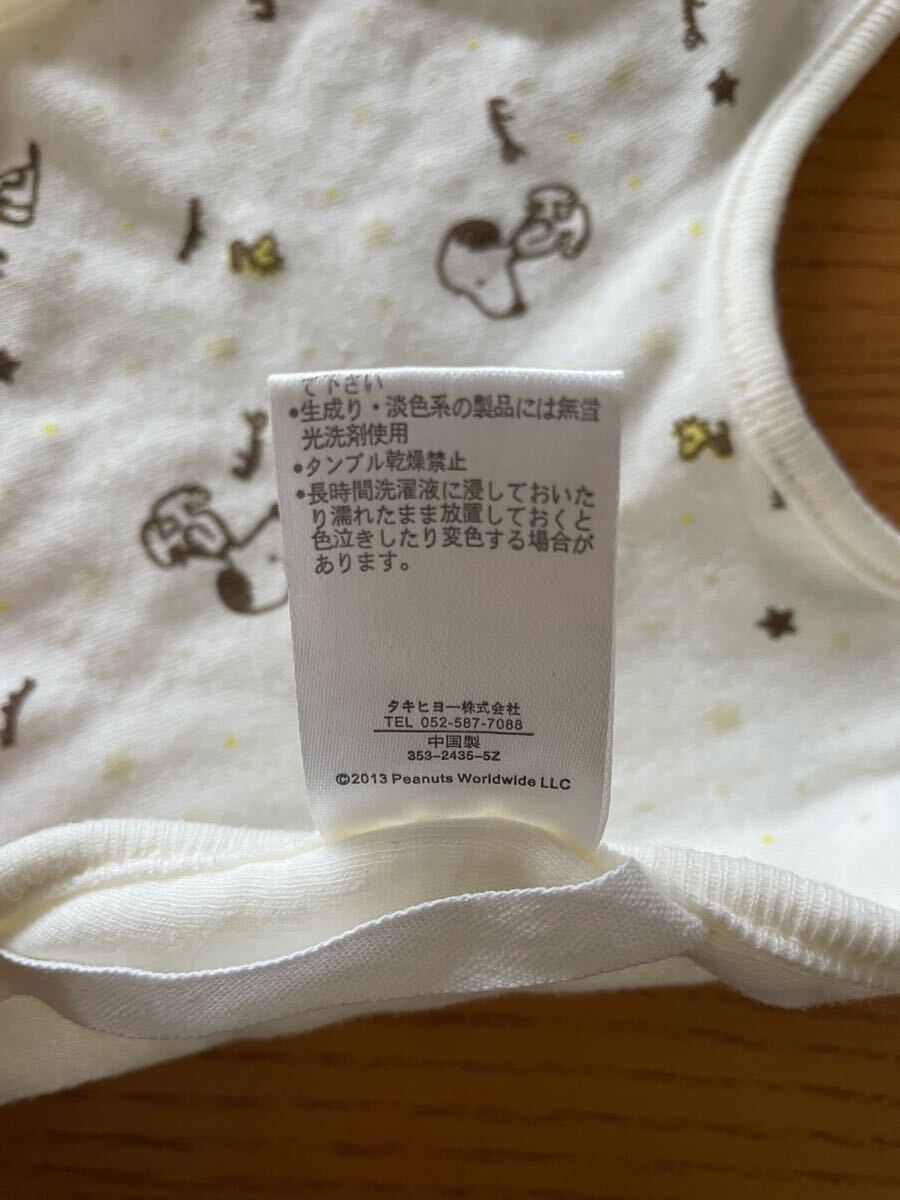 て下さい
●生成り・淡色系の製品には無蛍
光洗剤使用
●タンブル乾燥禁止
●長時間洗濯液に浸しておいた
り濡れたまま放置しておくと
色泣きしたり変色する場合が
あります。
タキヒヨー株式会社
TEL 052-587-7088
中国製
353-2435-5Z
©2013 Peanuts Worldwide LLC